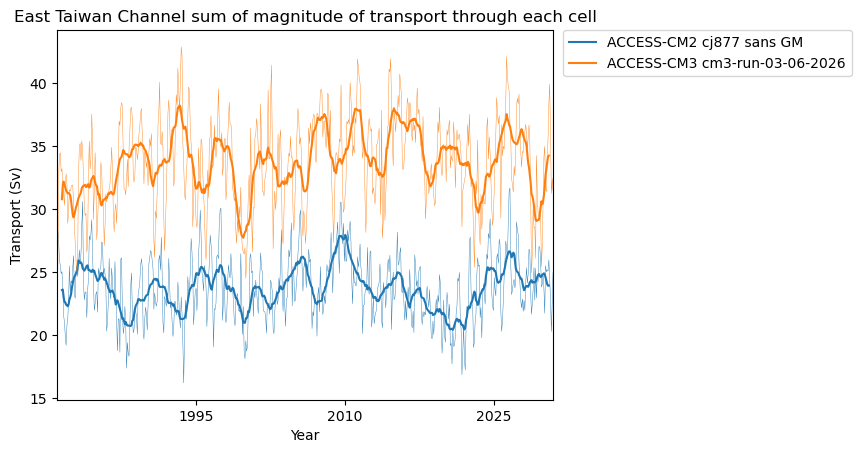 East Taiwan Channel sum of magnitude of transport through each cell
ACCESS-CM2 cj877 sans GM
ACCESS-CM3 cm3-run-03-06-2026
40
35
30
25
20
15
Transport (Sv)
1995
2010
2025
Year